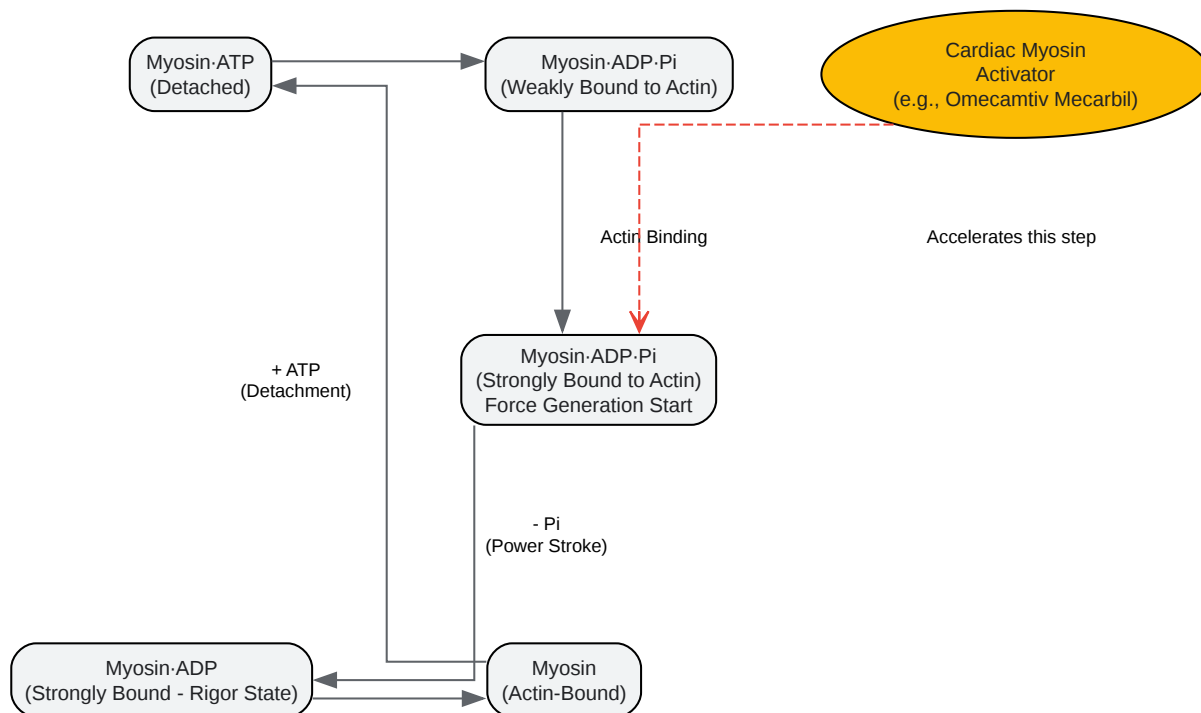 Myosin·ATP
(Detached)
Myosin·ADP·Pi
(Weakly Bound to Actin)
Cardiac Myosin
Activator
(e.g., Omecamtiv Mecarbil)
Actin Binding
Accelerates this step
Myosin·ADP·Pi
(Strongly Bound to Actin)
Force Generation Start
+ ATP
(Detachment)
- Pi
(Power Stroke)
Myosin·ADP
(Strongly Bound - Rigor State)
Myosin
(Actin-Bound)